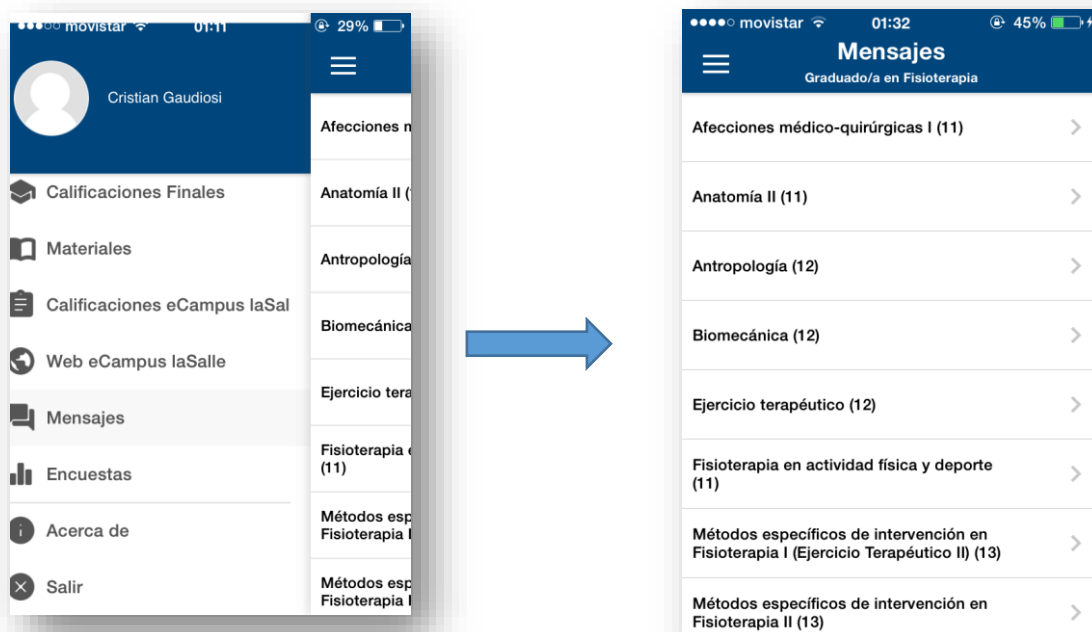 movistar 01:11
29%
Cristian Gaudiosi
Calificaciones Finales
Materiales
Calificaciones eCampus laSal
Web eCampus laSalle
Mensajes
Encuestas
Acerca de
Salir
Afecciones m
Anatomía II (
Antropología
Biomecánica
Ejercicio tera
Fisioterapia e
(11)
Métodos esp
Fisioterapia I
Métodos esp
Fisioterapia I
movistar 01:32 45%
Mensajes
Graduado/a en Fisioterapia
Afecciones médico-quirúrgicas I (11)
Anatomía II (11)
Antropología (12)
Biomecánica (12)
Ejercicio terapéutico (12)
Fisioterapia en actividad física y deporte
(11)
Métodos específicos de intervención en
Fisioterapia I (Ejercicio Terapéutico II) (13)
Métodos específicos de intervención en
Fisioterapia II (13)